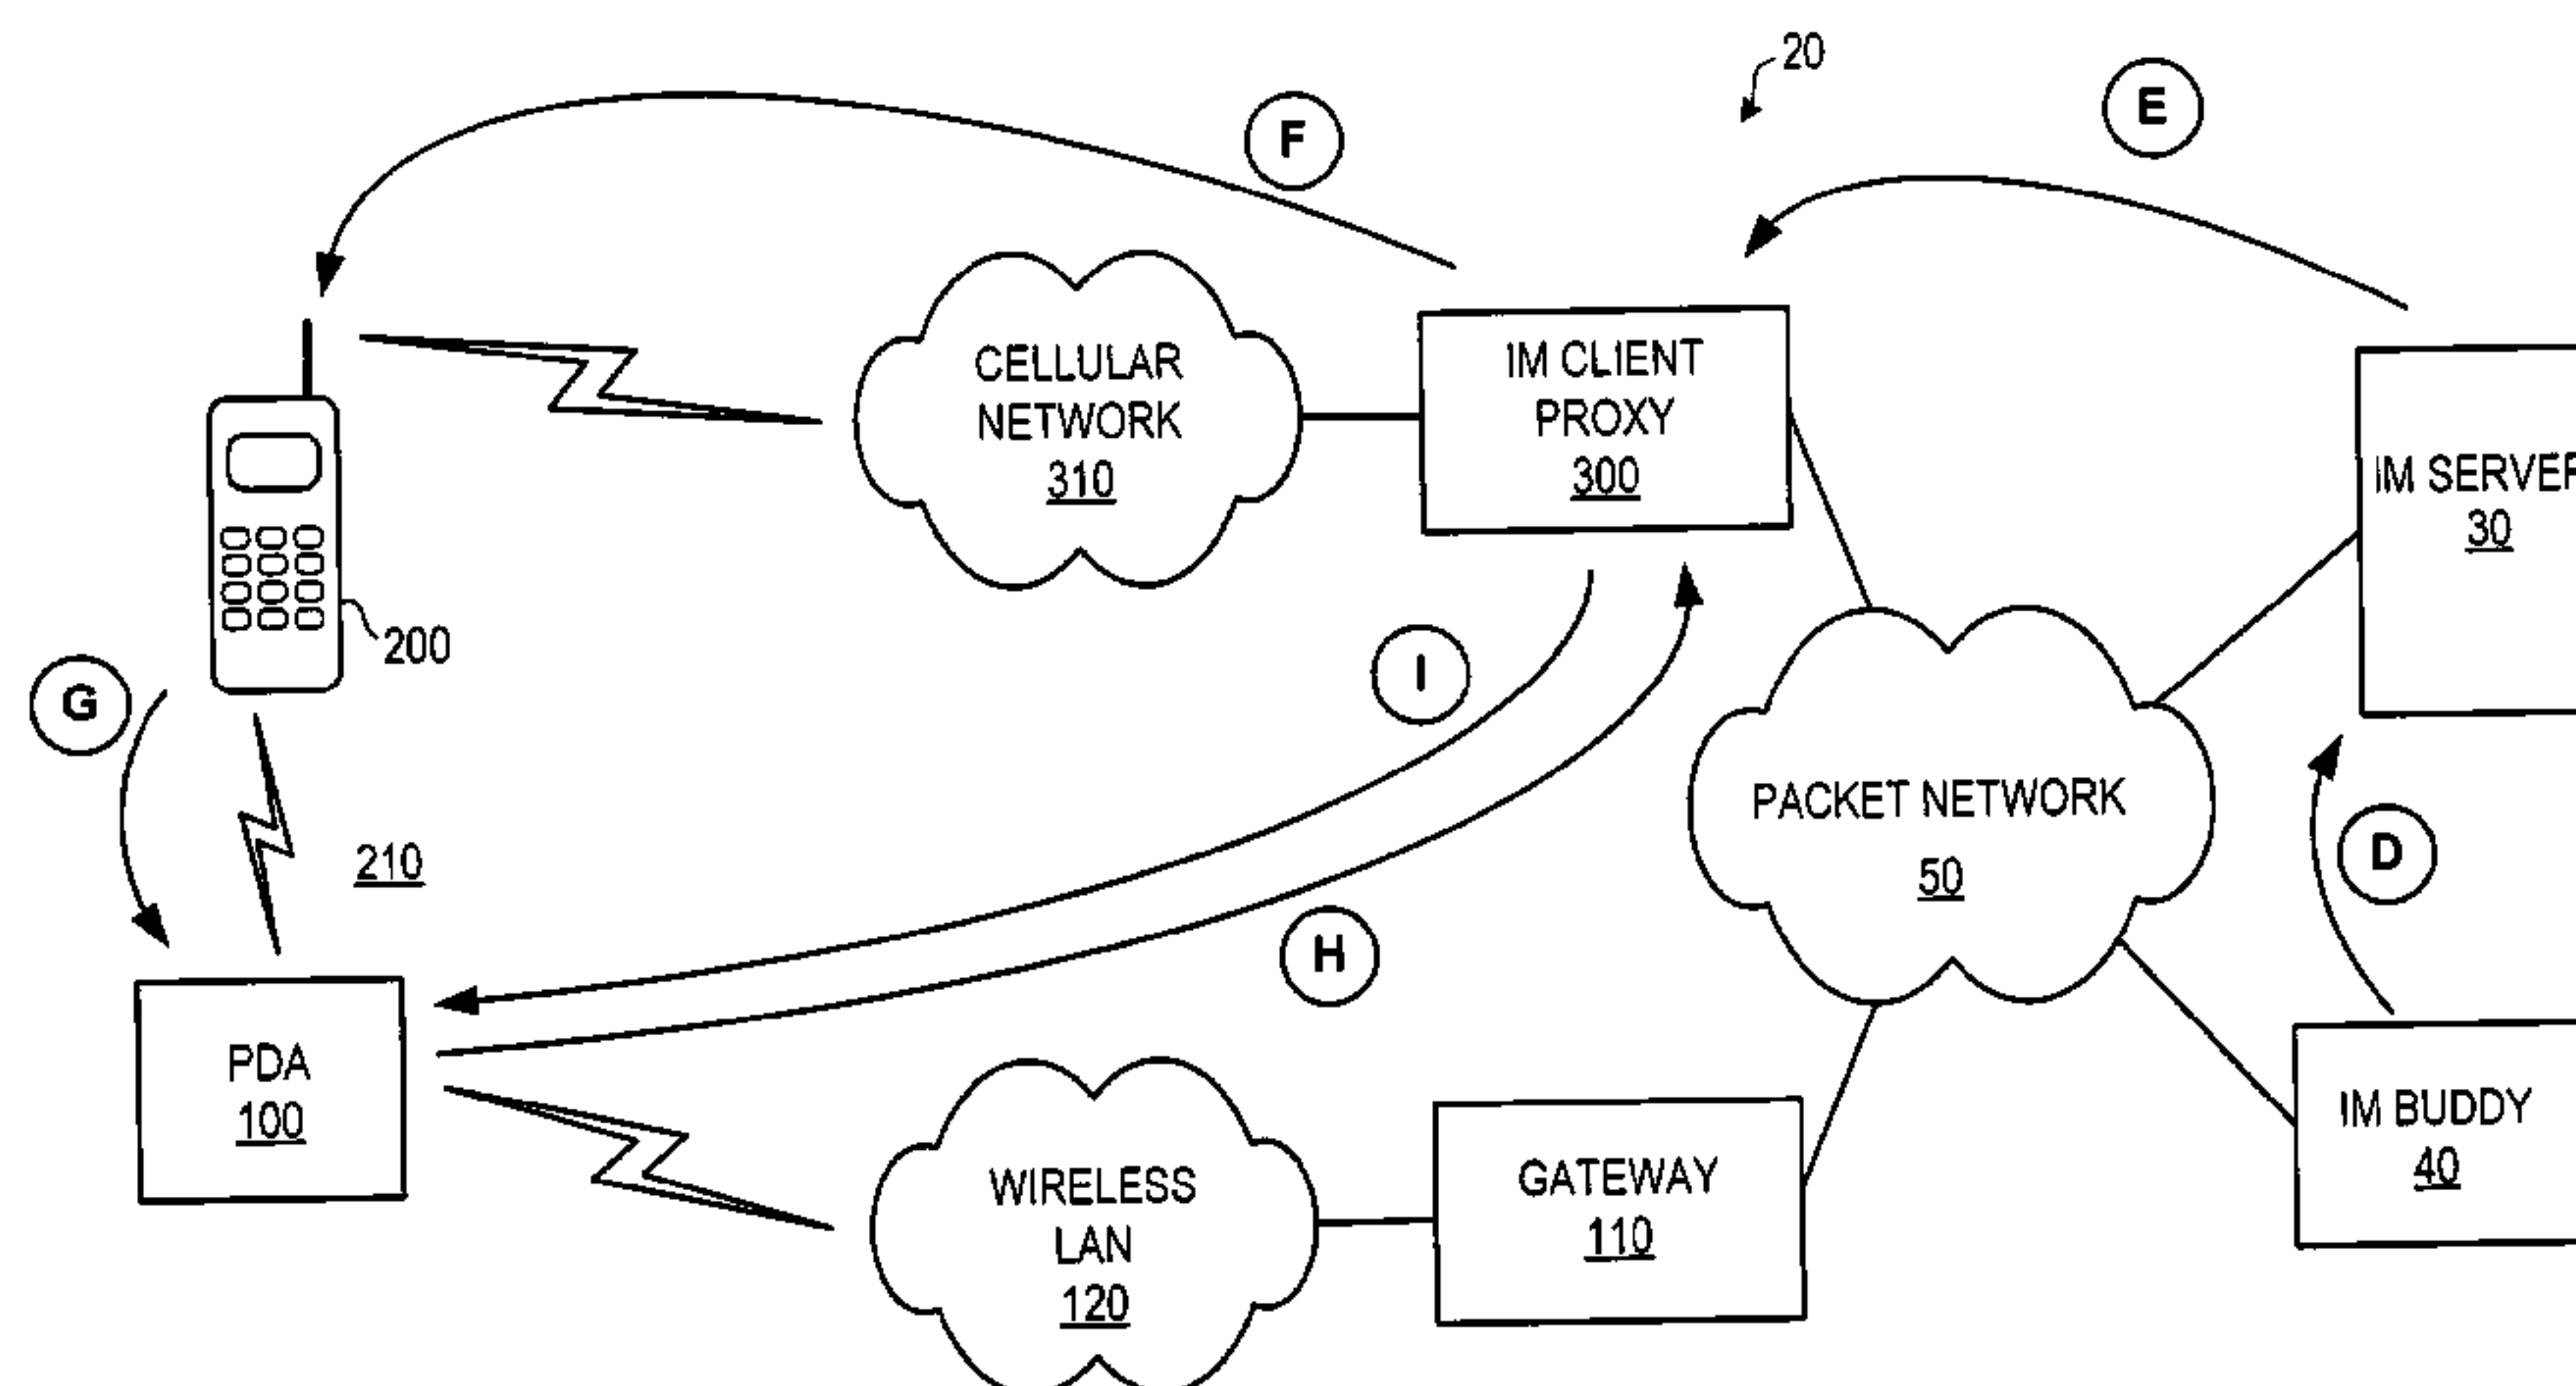 20
E
F
CELLULAR
NETWORK
310
IM CLIENT
PROXY
300
IM SERVER
30
200
G
I
PACKET NETWORK
50
D
210
H
PDA
100
WIRELESS
LAN
120
GATEWAY
110
IM BUDDY
40